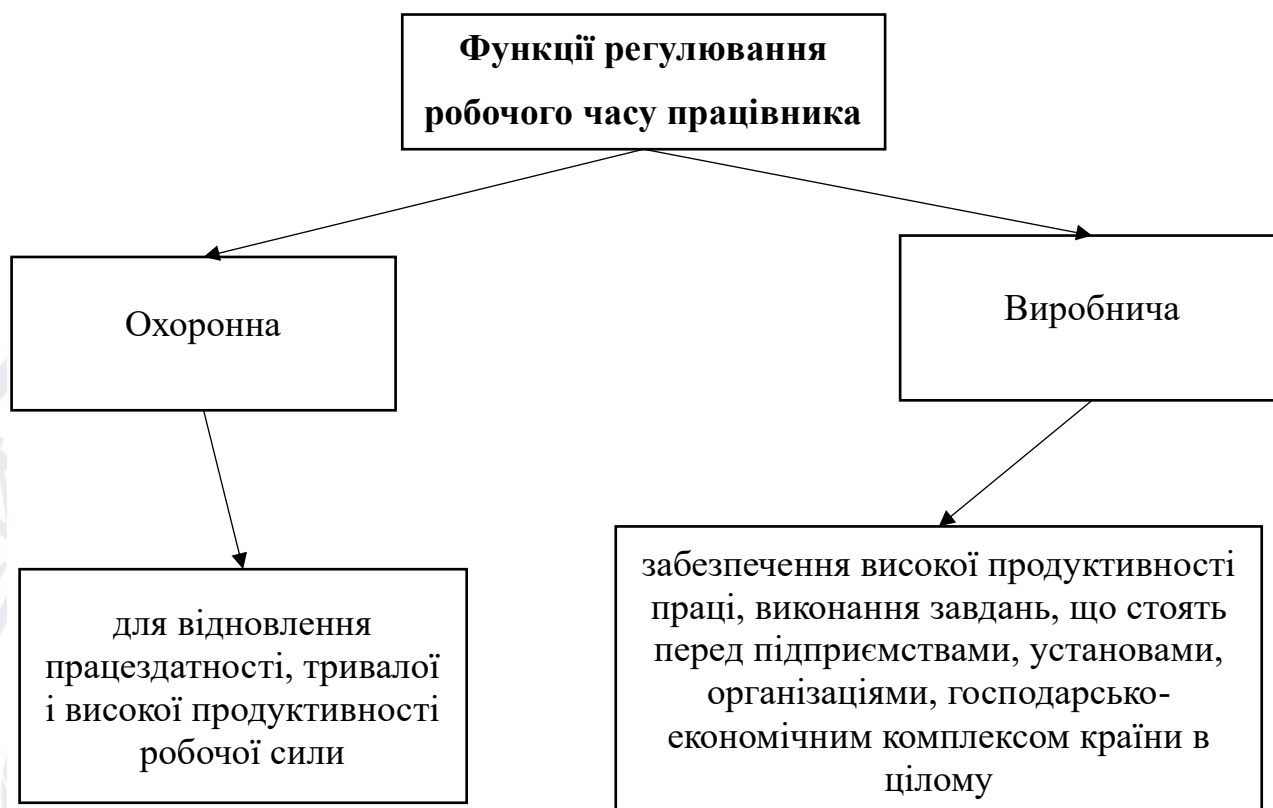 Функції регулювання
робочого часу працівника
Охоронна
Виробнича
для відновлення
працездатності, тривалої
і високої продуктивності
робочої сили
забезпечення високої продуктивності
праці, виконання завдань, що стоять
перед підприємствами, установами,
організаціями, господарсько-
економічним комплексом країни в
цілому